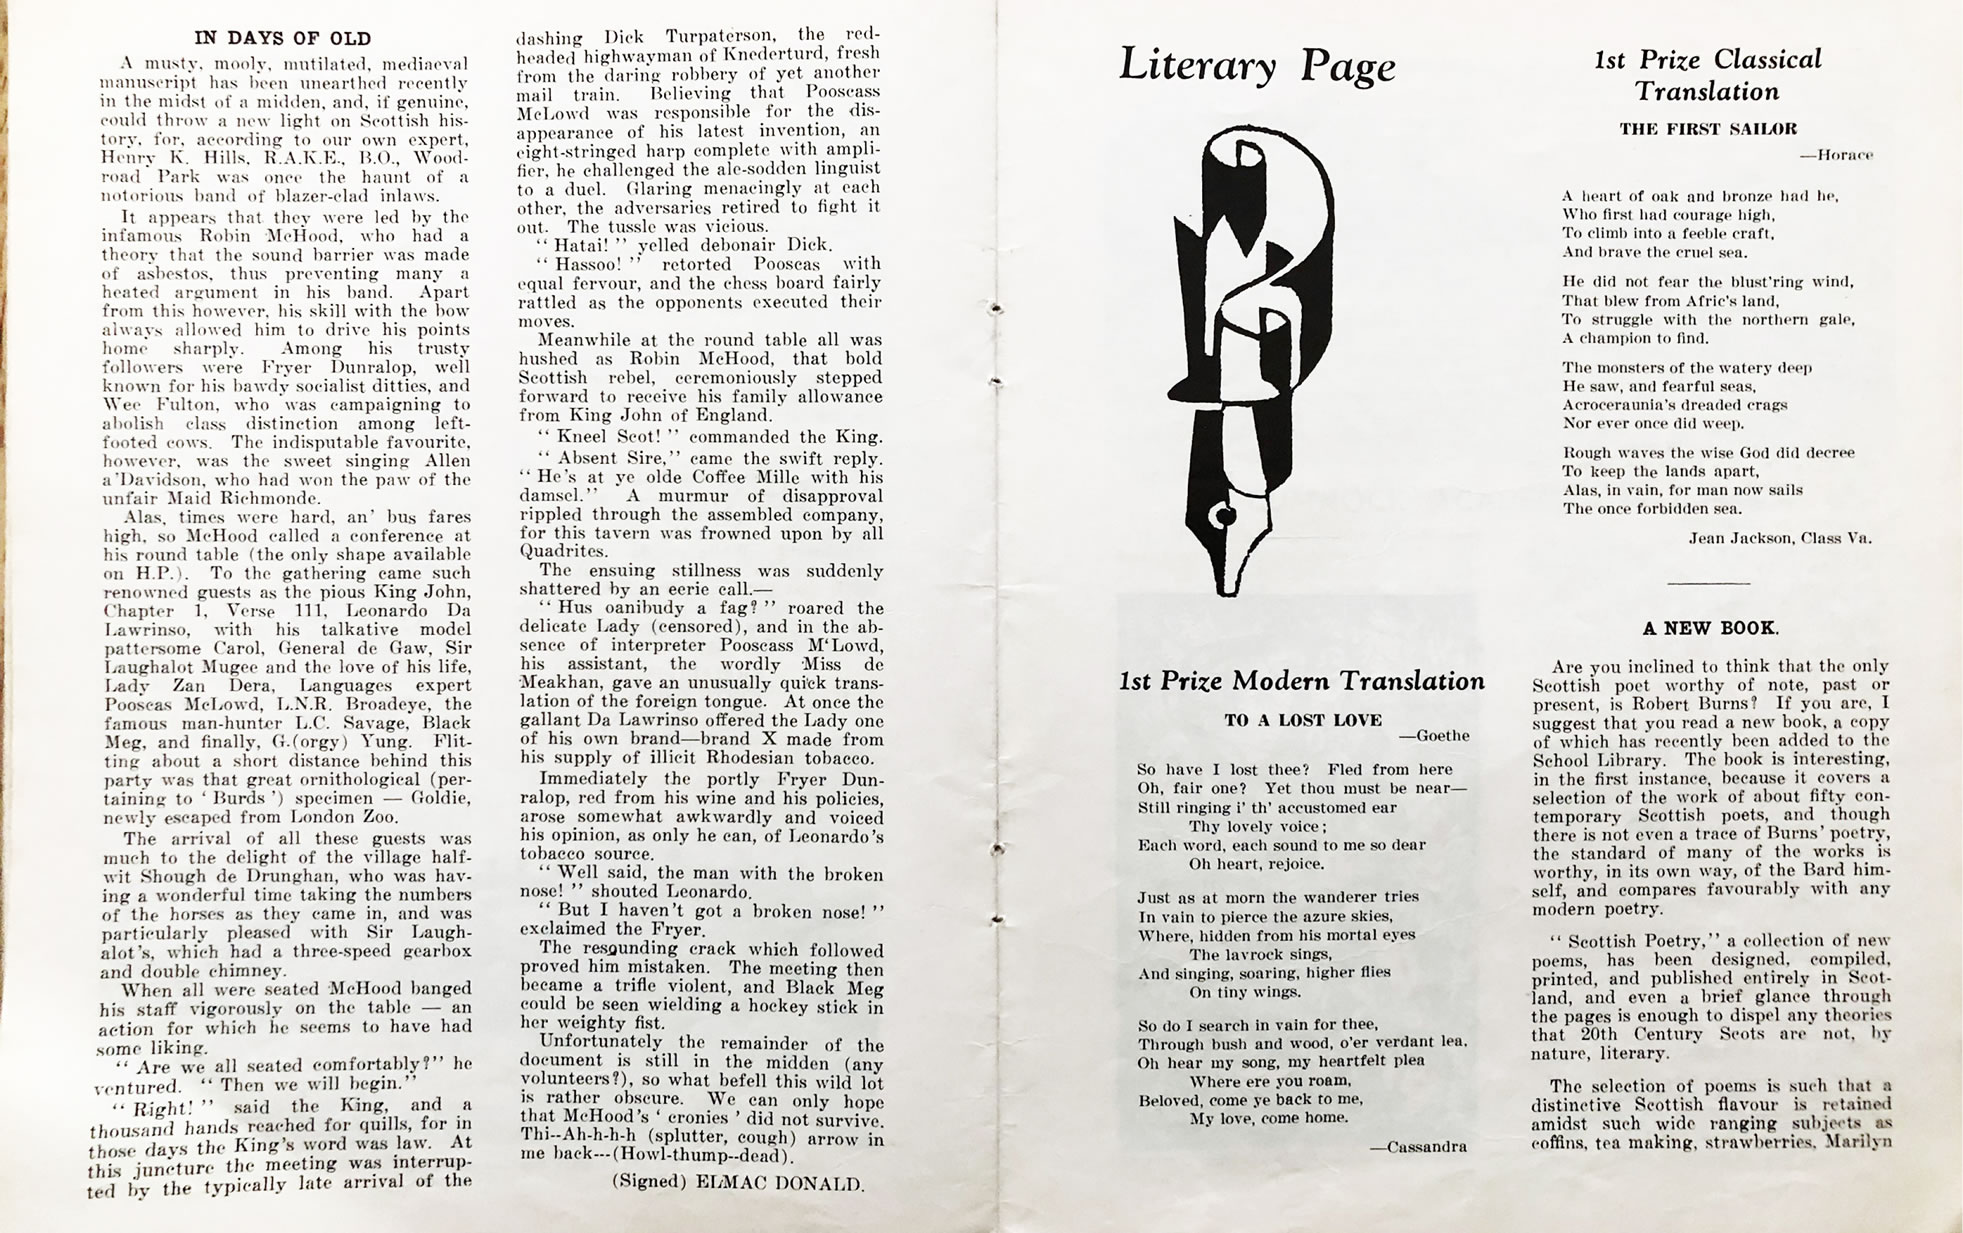 IN DAYS OF OLD
A musty, mooly, mutilated, mediaeval
manuscript has been unearthed recently
in the midst of a midden, and, if genuine,
could throw a new light on Scottish his-
tory, for, according to our own expert,
Henry K. Hills, R.A.K.E., B.O., Wood-
road Park was once the haunt of a
notorious band of blazer-clad inlaws.
It appears that they were led by the
infamous Robin McHood, who had a
theory that the sound barrier was made
of asbestos, thus preventing many a
heated argument in his band. Apart
from this however, his skill with the bow
always allowed him to drive his points
home sharply. Among his trusty
followers were Fryer Dunralop, well
known for his bawdy socialist ditties, and
Wee Fulton, who was campaigning to
abolish class distinction among left-
footed cows. The indisputable favourite,
however, was the sweet singing Allen
a'Davidson, who had won the paw of the
unfair Maid Richmonde.
Alas, times were hard, an' bus fares
high, so McHood called a conference at
his round table (the only shape available
on H.P.). To the gathering came such
renowned guests as the pious King John,
Chapter 1, Verse 111, Leonardo Da
Lawrinso, with his talkative model
pattersome Carol, General de Gaw, Sir
Laughalot Mugee and the love of his life,
Lady Zan Dera, Languages expert
Pooseas McLowd, L.N.R. Broadeye, the
famous man-hunter L.C. Savage, Black
Meg, and finally, G.(orgy) Yung. Flit-
ting about a short distance behind this
party was that great ornithological (per-
taining to ‘ Burds ’) specimen — Goldie,
newly escaped from London Zoo.
The arrival of all these guests was
much to the delight of the village half-
wit Shough de Drunghan, who was hav-
ing a wonderful time taking the numbers
of the horses as they came in, and was
particularly pleased with Sir Laugh-
alot's, which had a three-speed gearbox
and double chimney.
When all were seated McHood banged
his staff vigorously on the table — an
action for which he seems to have had
some liking.
“ Are we all seated comfortably?” he
ventured. “ Then we will begin.”
“ Right! ” said the King, and a
thousand hands reached for quills, for in
those days the King's word was law. At
this juncture the meeting was interrup-
ted by the typically late arrival of the
dashing Dick Turpaterson, the red-
headed highwayman of Knederturd, fresh
from the daring robbery of yet another
mail train. Believing that Pooscass
McLowd was responsible for the dis-
appearance of his latest invention, an
eight-stringed harp complete with ampli-
fier, he challenged the ale-sodden linguist
to a duel. Glaring menacingly at each
other, the adversaries retired to fight it
out. The tussle was vicious.
“ Hatai! ” yelled debonair Dick.
“ Hassoo! ” retorted Pooseas with
equal fervour, and the chess board fairly
rattled as the opponents executed their
moves.
Meanwhile at the round table all was
hushed as Robin McHood, that bold
Scottish rebel, ceremoniously stepped
forward to receive his family allowance
from King John of England.
“ Kneel Scot! ” commanded the King.
“ Absent Sire,” came the swift reply.
“ He's at ye olde Coffee Mille with his
damsel.” A murmur of disapproval
rippled through the assembled company,
for this tavern was frowned upon by all
Quadrites.
The ensuing stillness was suddenly
shattered by an eerie call.—
“ Hus oanibudy a fag? ” roared the
delicate Lady (censored), and in the ab-
sence of interpreter Pooscass M‘Lowd,
his assistant, the wordly Miss de
Meakhan, gave an unusually quick trans-
lation of the foreign tongue. At once the
gallant Da Lawrinso offered the Lady one
of his own brand—brand X made from
his supply of illicit Rhodesian tobacco.
Immediately the portly Fryer Dun-
ralop, red from his wine and his policies,
arose somewhat awkwardly and voiced
his opinion, as only he can, of Leonardo's
tobacco source.
“ Well said, the man with the broken
nose! ” shouted Leonardo.
“ But I haven't got a broken nose! ”
exclaimed the Fryer.
The resounding crack which followed
proved him mistaken. The meeting then
became a trifle violent, and Black Meg
could be seen wielding a hockey stick in
her weighty fist.
Unfortunately the remainder of the
document is still in the midden (any
volunteers?), so what befell this wild lot
is rather obscure. We can only hope
that McHood's ‘ cronies ’ did not survive.
Thi--Ah-h-h-h (splutter, cough) arrow in
me back---(Howl-thump--dead).
(Signed) ELMAC DONALD.
Literary Page
1st Prize Modern Translation
TO A LOST LOVE
—Goethe
So have I lost thee? Fled from here
Oh, fair one? Yet thou must be near—
Still ringing i' th' accustomed ear
Thy lovely voice;
Each word, each sound to me so dear
Oh heart, rejoice.
Just as at morn the wanderer tries
In vain to pierce the azure skies,
Where, hidden from his mortal eyes
The lavrock sings,
And singing, soaring, higher flies
On tiny wings.
So do I search in vain for thee,
Through bush and wood, o'er verdant lea,
Oh hear my song, my heartfelt plea
Where ere you roam,
Beloved, come ye back to me,
My love, come home.
—Cassandra
1st Prize Classical
Translation
THE FIRST SAILOR
—Horace
A heart of oak and bronze had he,
Who first had courage high,
To climb into a feeble craft,
And brave the cruel sea.
He did not fear the blust'ring wind,
That blew from Afric's land,
To struggle with the northern gale,
A champion to find.
The monsters of the watery deep
He saw, and fearful seas,
Acroceraunia's dreaded crags
Nor ever once did weep.
Rough waves the wise God did decree
To keep the lands apart,
Alas, in vain, for man now sails
The once forbidden sea.
Jean Jackson, Class Va.
A NEW BOOK.
Are you inclined to think that the only
Scottish poet worthy of note, past or
present, is Robert Burns? If you are, I
suggest that you read a new book, a copy
of which has recently been added to the
School Library. The book is interesting,
in the first instance, because it covers a
selection of the work of about fifty con-
temporary Scottish poets, and though
there is not even a trace of Burns' poetry,
the standard of many of the works is
worthy, in its own way, of the Bard him-
self, and compares favourably with any
modern poetry.
“ Scottish Poetry,” a collection of new
poems, has been designed, compiled,
printed, and published entirely in Scot-
land, and even a brief glance through
the pages is enough to dispel any theories
that 20th Century Scots are not, by
nature, literary.
The selection of poems is such that a
distinctive Scottish flavour is retained
amidst such wide ranging subjects as
coffins, tea making, strawberries, Marilyn